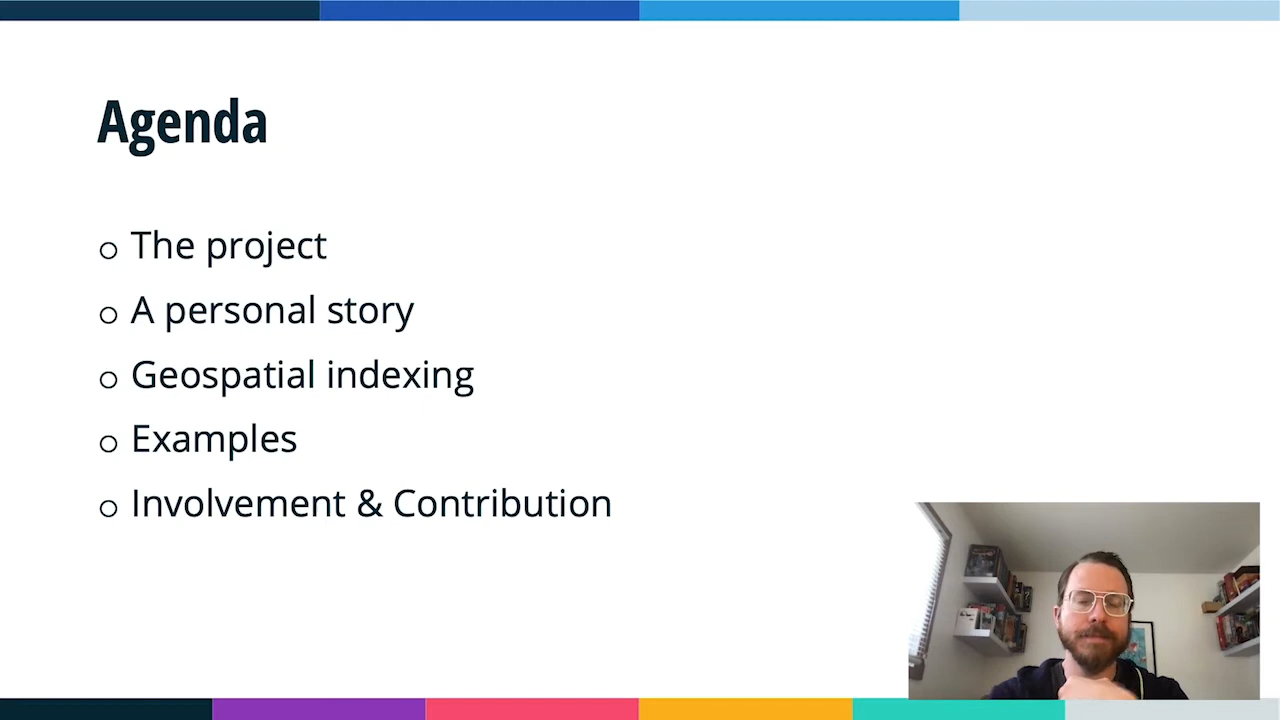 Agenda
The project
A personal story
Geospatial indexing
Examples
Involvement & Contribution